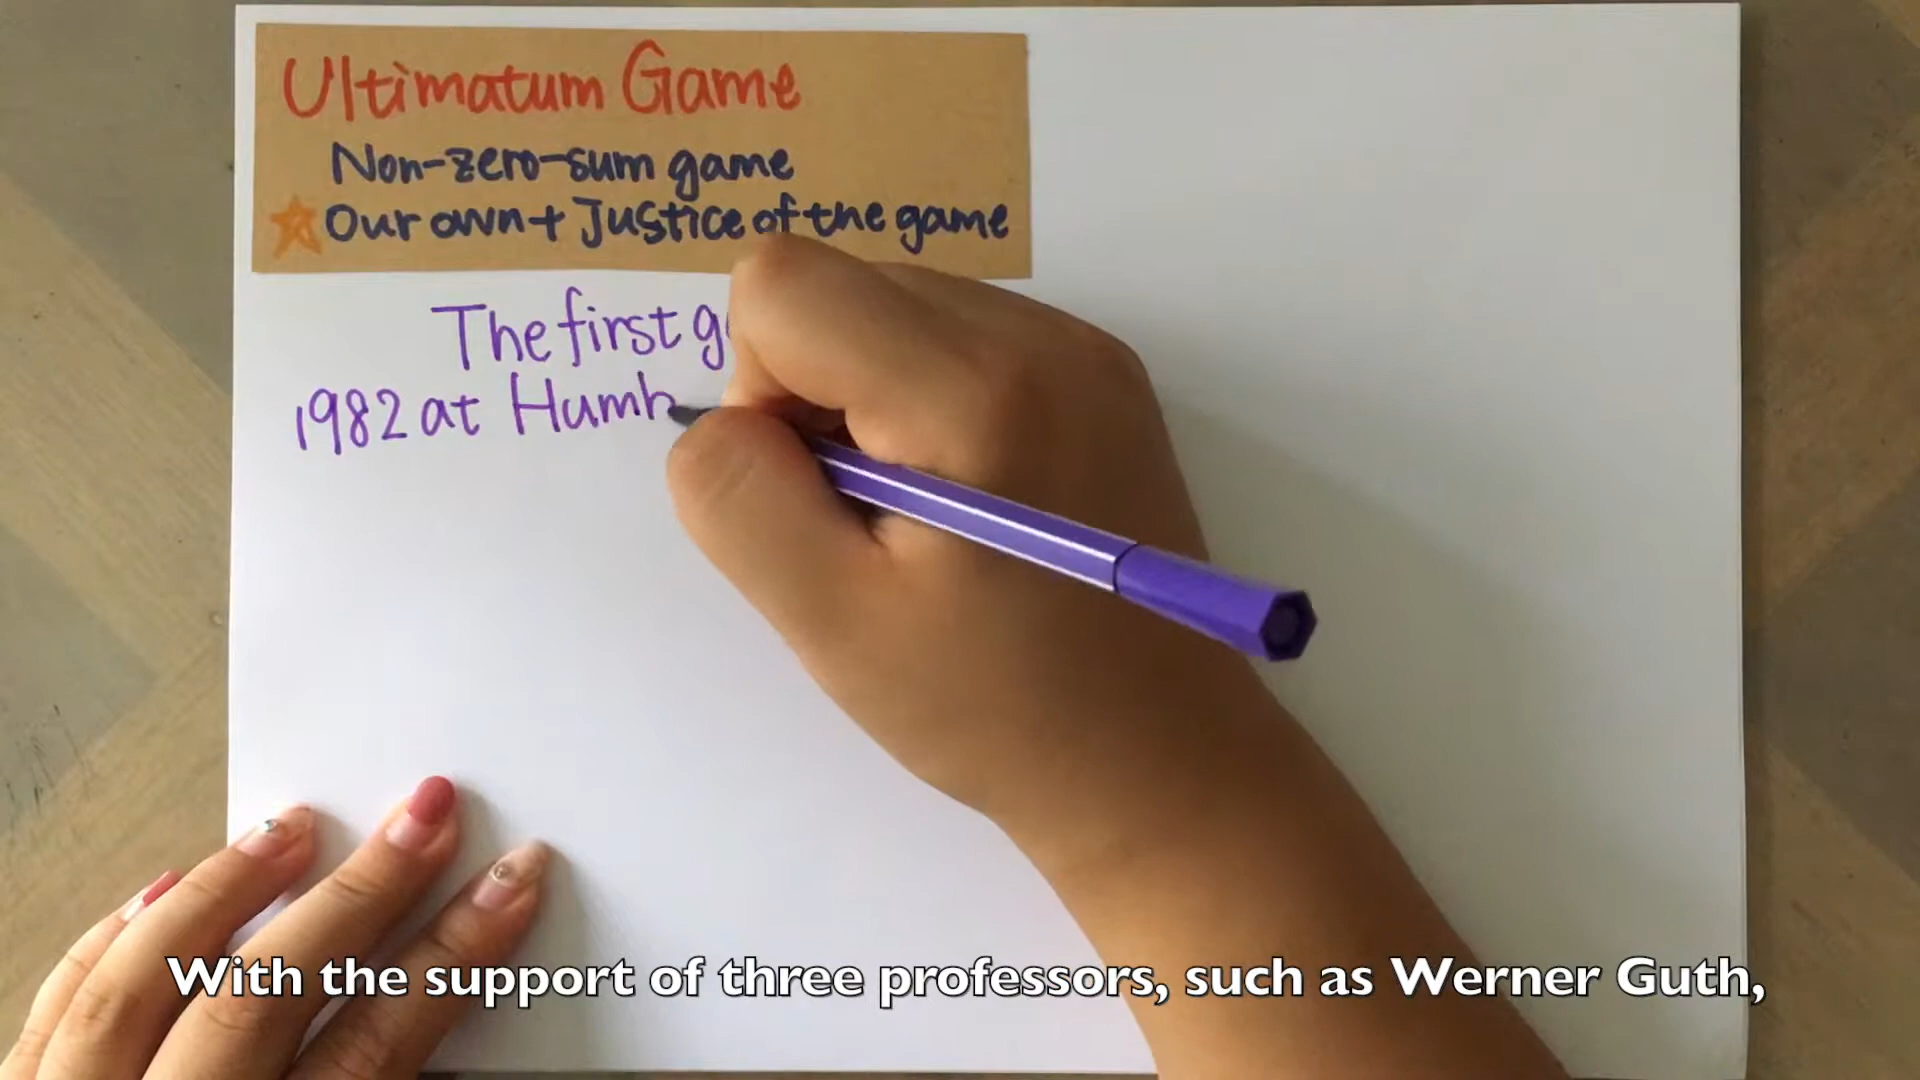 Ultimatum Game
Non-zero-sum game
Our own + Justice of the game
The first
1982 at Humb
With the support of three professors, such as Werner Guth,